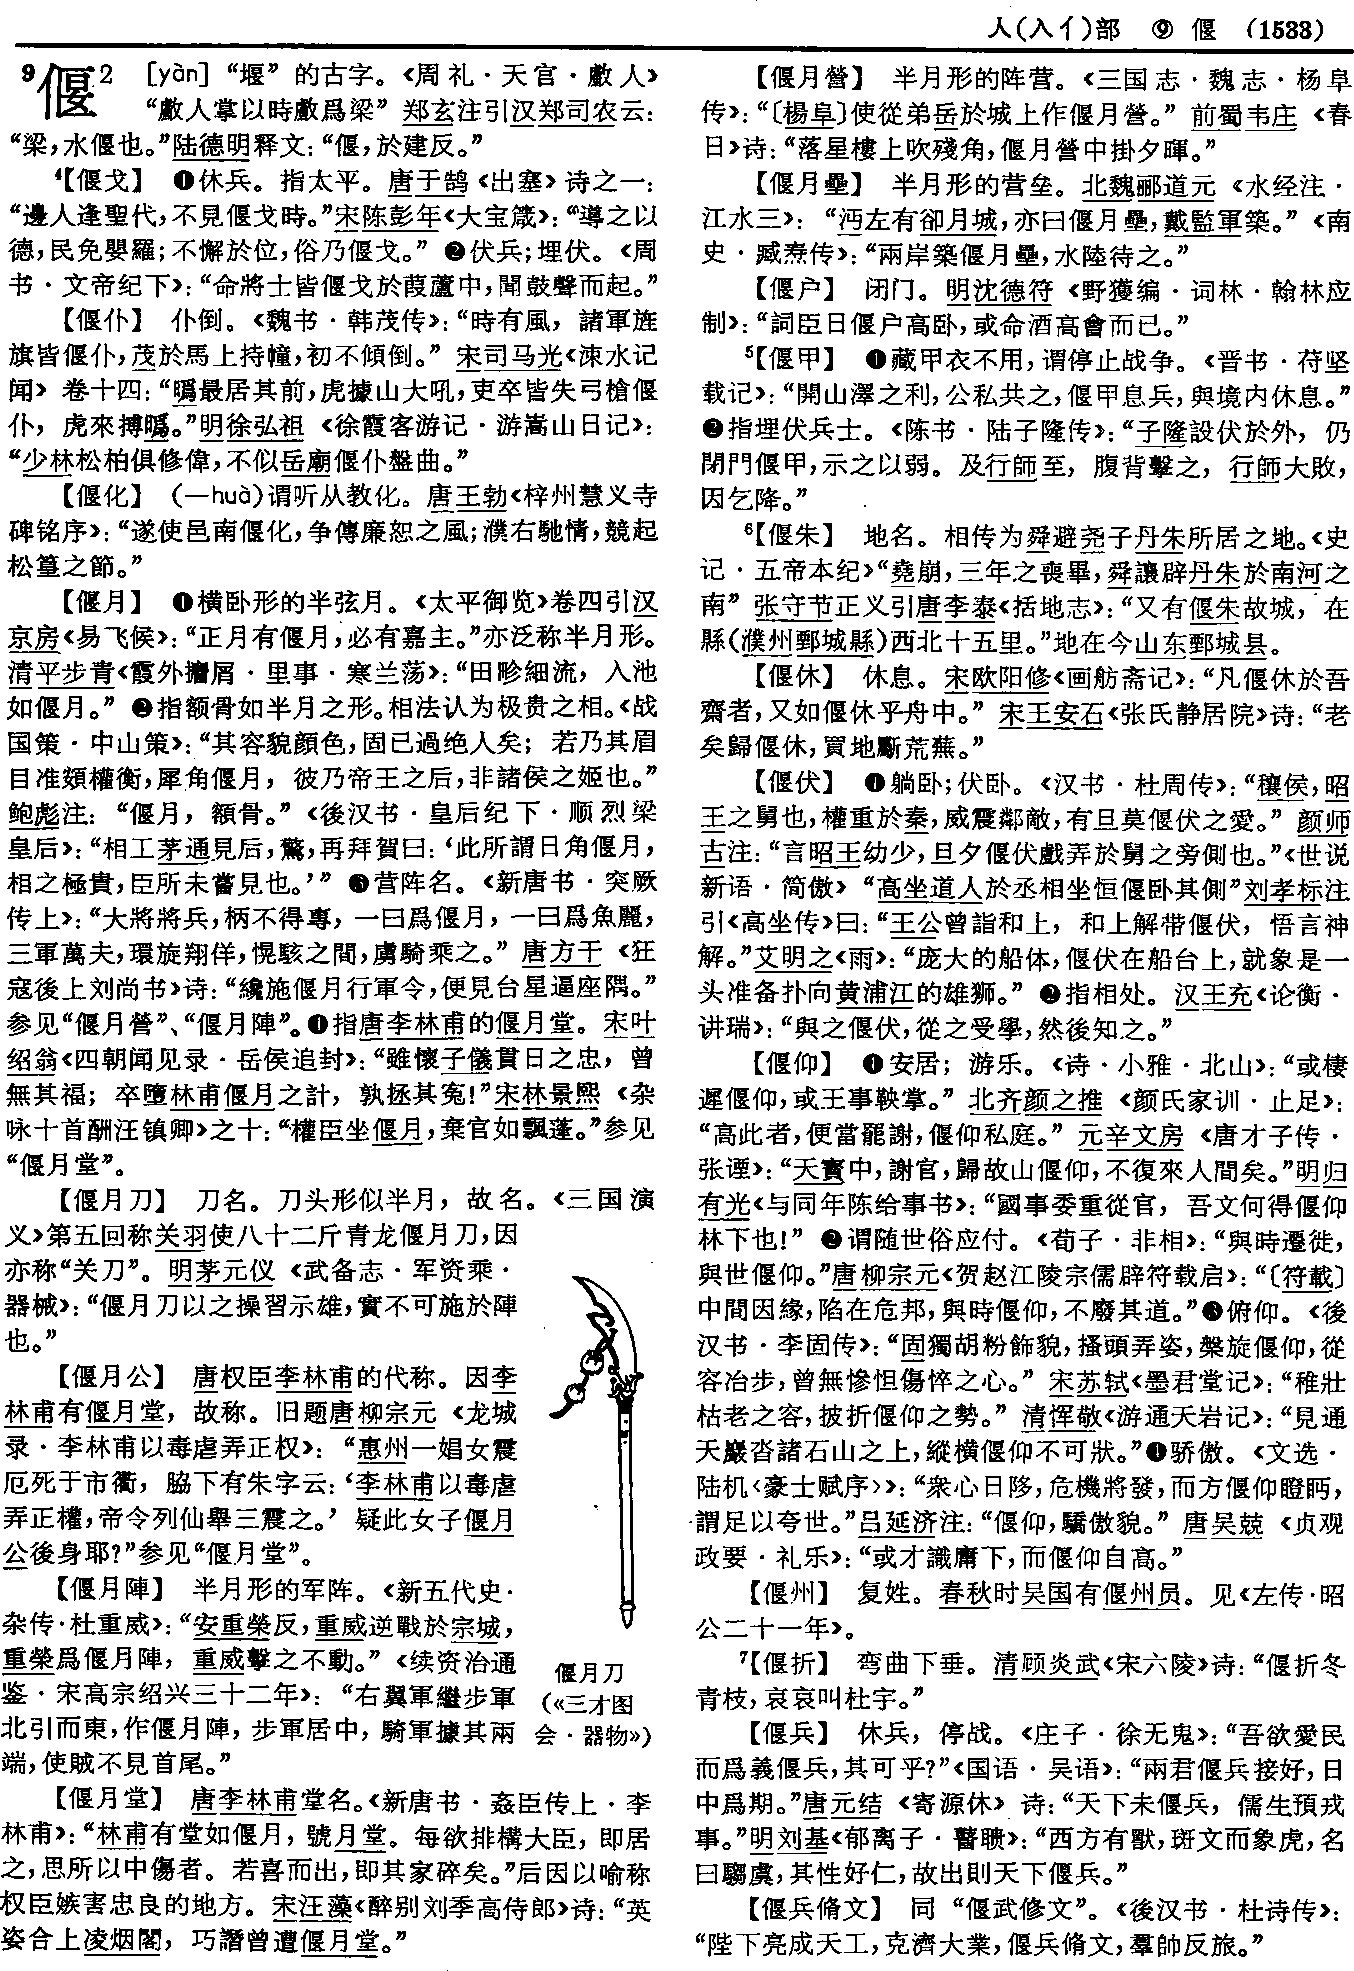 人(入亻)部 ⑨ 偃 (1533)
9偃2 [yàn]“堰”的古字。《周礼·天官·䱷人》
“䱷人掌以時䱷爲梁”郑玄注引汉郑司农云：
“梁，水偃也。”陆德明释文：“偃，於建反。”
4【偃戈】 ❶休兵。指太平。唐于鹄《出塞》诗之一：
“邊人逢聖代，不見偃戈時。”宋陈彭年《大宝箴》：“導之以
德，民免嬰羅；不懈於位，俗乃偃戈。” ❷伏兵；埋伏。《周
书·文帝纪下》：“命將士皆偃戈於葭蘆中，聞鼓聲而起。”
【偃仆】 仆倒。《魏书·韩茂传》：“時有風，諸軍旌
旗皆偃仆，茂於馬上持幢，初不傾倒。” 宋司马光《涑水记
闻》卷十四：“暍最居其前，虎據山大吼，吏卒皆失弓槍偃
仆，虎來搏暍。”明徐弘祖《徐霞客游记·游嵩山日记》：
“少林松柏俱修偉，不似岳廟偃仆盤曲。”
【偃化】 (—huà)谓听从教化。唐王勃《梓州慧义寺
碑铭序》：“遂使邑南偃化，争傳廉恕之風；濮右馳情，競起
松篁之節。”
【偃月】 ❶横卧形的半弦月。《太平御览》卷四引汉
京房《易飞候》：“正月有偃月，必有嘉主。”亦泛称半月形。
清平步青《霞外攟屑·里事·寒兰荡》：“田畛細流，入池
如偃月。” ❷指额骨如半月之形。相法认为极贵之相。《战
国策·中山策》：“其容貌顔色，固已過绝人矣；若乃其眉
目准頞權衡，犀角偃月，彼乃帝王之后，非諸侯之姬也。”
鲍彪注：“偃月，額骨。”《後汉书·皇后纪下·顺烈梁
皇后》：“相工茅通見后，驚，再拜賀曰：‘此所謂日角偃月，
相之極貴，臣所未嘗見也。’” ❸营阵名。《新唐书·突厥
传上》：“大將將兵，柄不得專，一曰爲偃月，一曰爲魚麗，
三軍萬夫，環旋翔佯，愰駭之間，虜騎乘之。” 唐方干《狂
寇後上刘尚书》诗：“纔施偃月行軍令，便見台星逼座隅。”
参见“偃月營”、“偃月陣”。❹指唐李林甫的偃月堂。宋叶
绍翁《四朝闻见录·岳侯追封》：“雖懷子儀貫日之忠，曾
無其福；卒墮林甫偃月之計，孰拯其寃！”宋林景熙《杂
咏十首酬汪镇卿》之十：“權臣坐偃月，棄官如飄蓬。”参见
“偃月堂”。
【偃月刀】 刀名。刀头形似半月，故名。《三国演
义》第五回称关羽使八十二斤青龙偃月刀，因
亦称“关刀”。明茅元仪《武备志·军资乘·
器械》：“偃月刀以之操習示雄，實不可施於陣
也。”
【偃月公】 唐权臣李林甫的代称。因李
林甫有偃月堂，故称。旧题唐柳宗元《龙城
录·李林甫以毒虐弄正权》：“惠州一娼女震
厄死于市衢，脇下有朱字云：‘李林甫以毒虐
弄正權，帝令列仙舉三震之。’疑此女子偃月
公後身耶？”参见“偃月堂”。
【偃月陣】 半月形的军阵。《新五代史·
杂传·杜重威》：“安重榮反，重威逆戰於宗城，
重榮爲偃月陣，重威擊之不動。”《续资治通
鉴·宋高宗绍兴三十二年》：“右翼軍繼步軍
北引而東，作偃月陣，步軍居中，騎軍據其兩
端，使賊不見首尾。”
偃月刀
(《三才图
会·器物》)
【偃月堂】 唐李林甫堂名。《新唐书·姦臣传上·李
林甫》：“林甫有堂如偃月，號月堂。每欲排構大臣，即居
之，思所以中傷者。若喜而出，即其家碎矣。”后因以喻称
权臣嫉害忠良的地方。宋汪藻《醉别刘季高侍郎》诗：“英
姿合上凌烟閣，巧譖曾遭偃月堂。”
【偃月營】 半月形的阵营。《三国志·魏志·杨阜
传》：“〔楊阜〕使從弟岳於城上作偃月營。” 前蜀韦庄《春
日》诗：“落星樓上吹殘角，偃月營中掛夕暉。”
【偃月壘】 半月形的营垒。北魏郦道元《水经注·
江水三》：“沔左有卻月城，亦曰偃月壘，戴監軍築。”《南
史·臧焘传》：“兩岸築偃月壘，水陸待之。”
【偃户】 闭门。明沈德符《野獲编·词林·翰林应
制》：“詞臣日偃户高卧，或命酒高會而已。”
5【偃甲】 ❶藏甲衣不用，谓停止战争。《晋书·苻坚
载记》：“開山澤之利，公私共之，偃甲息兵，與境内休息。”
❷指埋伏兵士。《陈书·陆子隆传》：“子隆設伏於外，仍
閉門偃甲，示之以弱。及行師至，腹背擊之，行師大敗，
因乞降。”
6【偃朱】 地名。相传为舜避尧子丹朱所居之地。《史
记·五帝本纪》“堯崩，三年之喪畢，舜讓辟丹朱於南河之
南”张守节正义引唐李泰《括地志》：“又有偃朱故城，在
縣(濮州鄄城縣)西北十五里。”地在今山东鄄城县。
【偃休】 休息。宋欧阳修《画舫斋记》：“凡偃休於吾
齋者，又如偃休乎舟中。” 宋王安石《张氏静居院》诗：“老
矣歸偃休，買地斸荒蕪。”
【偃伏】 ❶躺卧；伏卧。《汉书·杜周传》：“穰侯，昭
王之舅也，權重於秦，威震鄰敵，有旦莫偃伏之愛。” 颜师
古注：“言昭王幼少，旦夕偃伏戲弄於舅之旁側也。”《世说
新语·简傲》“高坐道人於丞相坐恒偃卧其側”刘孝标注
引《高坐传》曰：“王公曾詣和上，和上解带偃伏，悟言神
解。”艾明之《雨》：“庞大的船体，偃伏在船台上，就象是一
头准备扑向黄浦江的雄狮。” ❷指相处。汉王充《论衡·
讲瑞》：“與之偃伏，從之受學，然後知之。”
【偃仰】 ❶安居；游乐。《诗·小雅·北山》：“或棲
遲偃仰，或王事鞅掌。” 北齐颜之推《颜氏家训·止足》：
“高此者，便當罷謝，偃仰私庭。” 元辛文房《唐才子传·
张谭》：“天寶中，謝官，歸故山偃仰，不復來人間矣。”明归
有光《与同年陈给事书》：“國事委重從官，吾文何得偃仰
林下也！” ❷谓随世俗应付。《荀子·非相》：“與時遷徙，
與世偃仰。”唐柳宗元《贺赵江陵宗儒辟符载启》：“〔符載〕
中間因緣，陷在危邦，與時偃仰，不廢其道。”❸俯仰。《後
汉书·李固传》：“固獨胡粉飾貌，搔頭弄姿，槃旋偃仰，從
容冶步，曾無慘怛傷悴之心。” 宋苏轼《墨君堂记》：“稚壯
枯老之容，披折偃仰之勢。” 清恽敬《游通天岩记》：“見通
天巖沓諸石山之上，縱横偃仰不可狀。”❹骄傲。《文选·
陆机〈豪士赋序〉》：“衆心日陊，危機將發，而方偃仰瞪眄，
謂足以夸世。”吕延济注：“偃仰，驕傲貌。” 唐吴兢《贞观
政要·礼乐》：“或才識庸下，而偃仰自高。”
【偃州】 复姓。春秋时吴国有偃州员。见《左传·昭
公二十一年》。
7【偃折】 弯曲下垂。清顾炎武《宋六陵》诗：“偃折冬
青枝，哀哀叫杜宇。”
【偃兵】 休兵，停战。《庄子·徐无鬼》：“吾欲愛民
而爲義偃兵，其可乎？”《国语·吴语》：“兩君偃兵接好，日
中爲期。”唐元结《寄源休》诗：“天下未偃兵，儒生預戎
事。”明刘基《郁离子·瞽聩》：“西方有獸，斑文而象虎，名
曰騶虞，其性好仁，故出則天下偃兵。”
【偃兵脩文】 同“偃武修文”。《後汉书·杜诗传》：
“陛下亮成天工，克濟大業，偃兵脩文，羣帥反旅。”